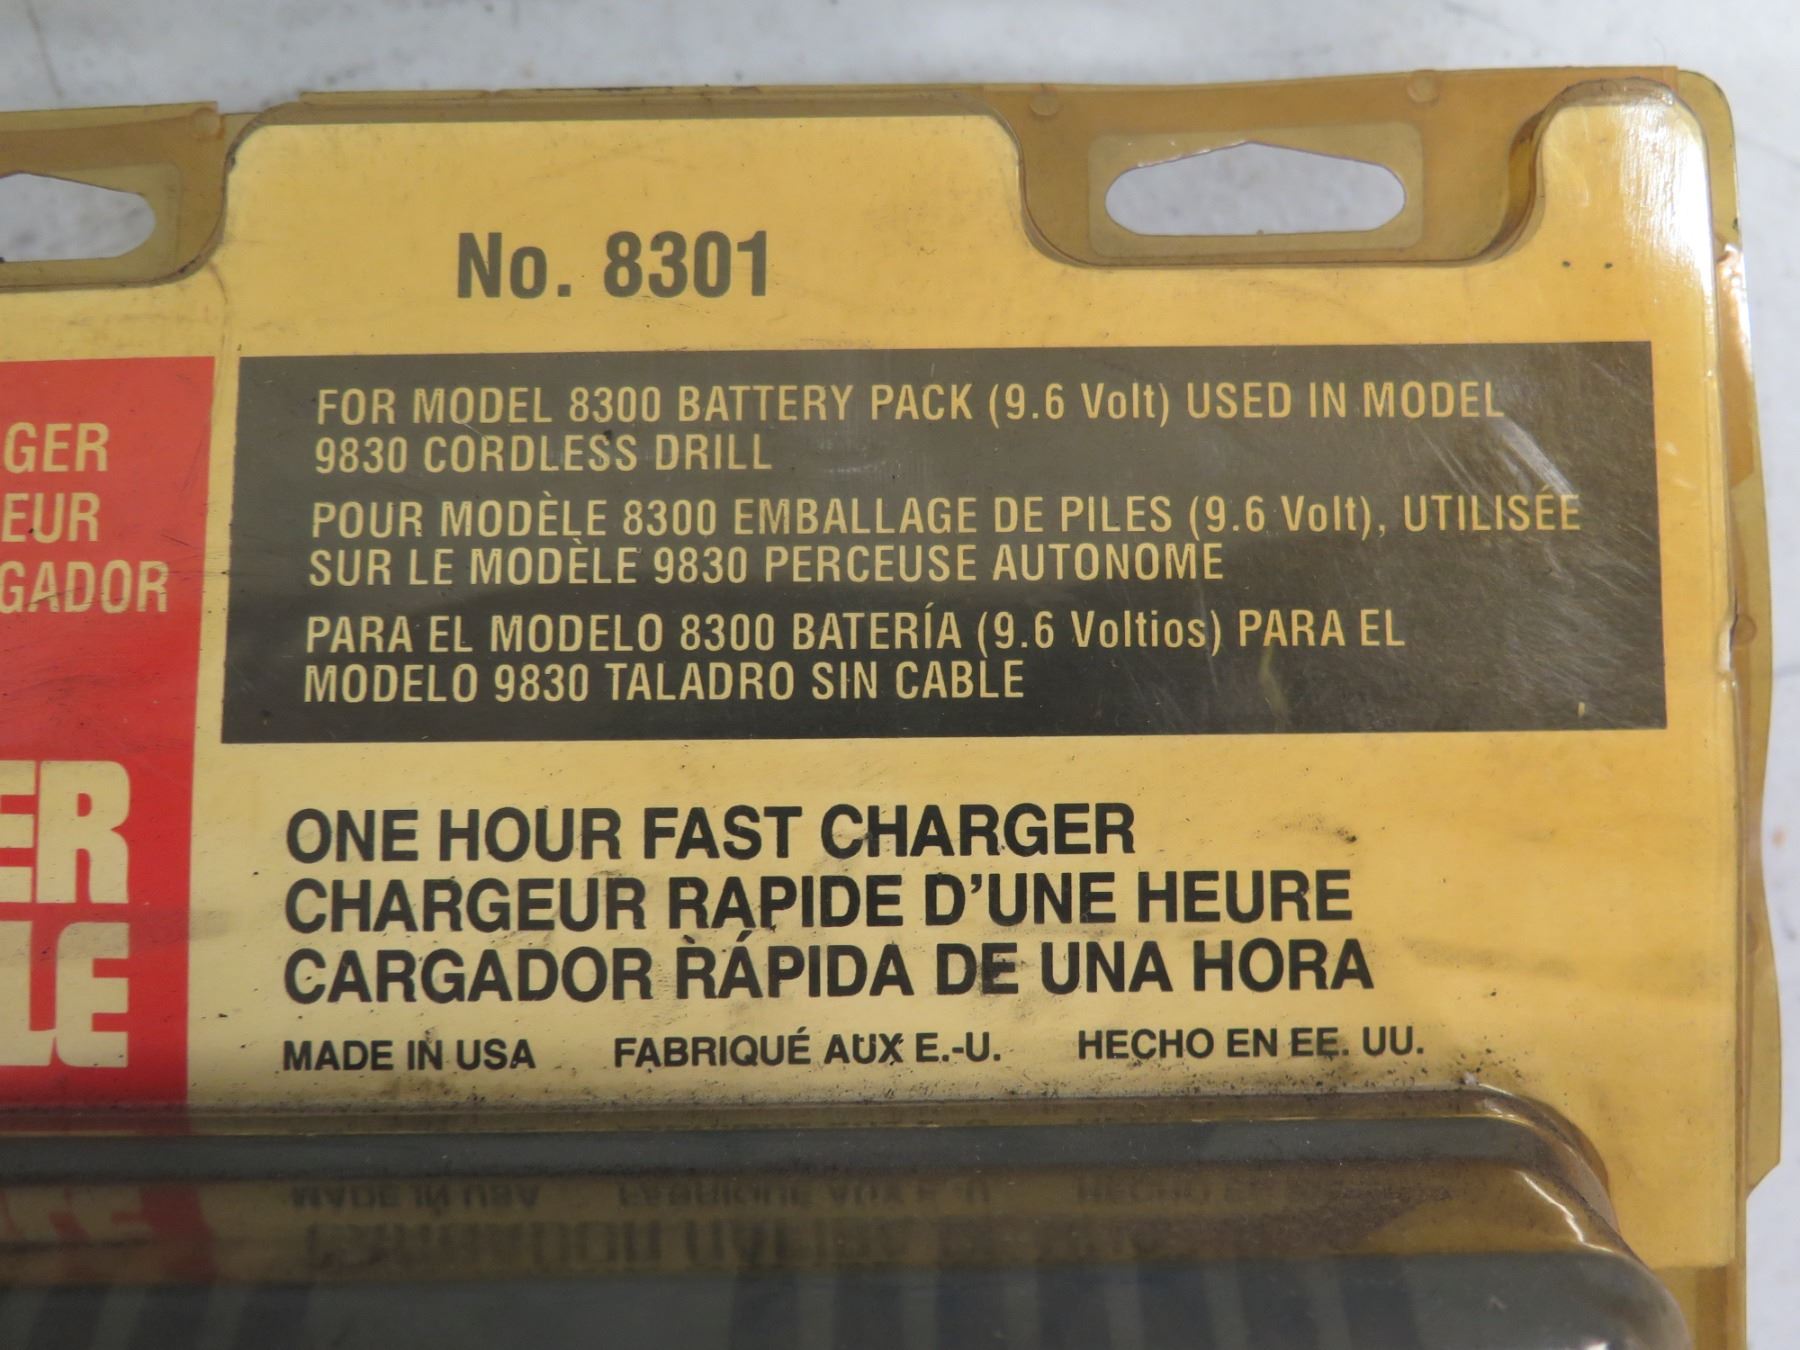 No. 8301
GER
EUR
GADOR
ER
LE
FOR MODEL 8300 BATTERY PACK (9.6 Volt) USED IN MODEL
9830 CORDLESS DRILL
POUR MODÈLE 8300 EMBALLAGE DE PILES (9.6 Volt), UTILISÉE
SUR LE MODÈLE 9830 PERCEUSE AUTONOME
PARA EL MODELO 8300 BATERÍA (9.6 Voltios) PARA EL
MODELO 9830 TALADRO SIN CABLE
ONE HOUR FAST CHARGER
CHARGEUR RAPIDE D'UNE HEURE
CARGADOR RÁPIDA DE UNA HORA
MADE IN USA FABRIQUÉ AUX E.-U. HECHO EN EE. UU.